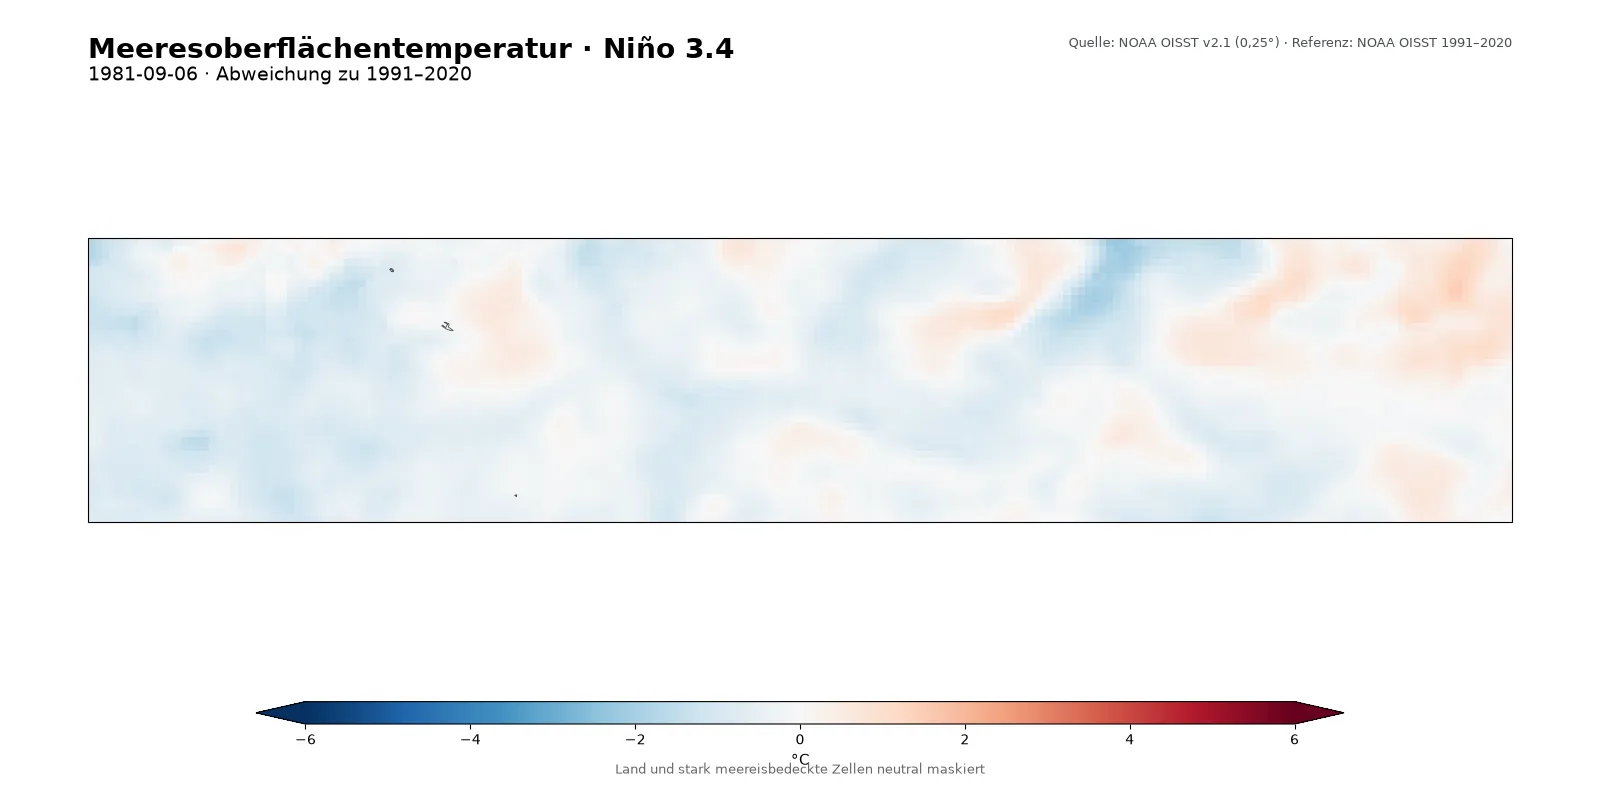 Meeresoberflächentemperatur · Niño 3.4
1981-09-06 · Abweichung zu 1991–2020
Quelle: NOAA OISST v2.1 (0,25°) · Referenz: NOAA OISST 1991–2020
−6 −4 −2 0 2 4 6
°C
Land und stark meereisbedeckte Zellen neutral maskiert